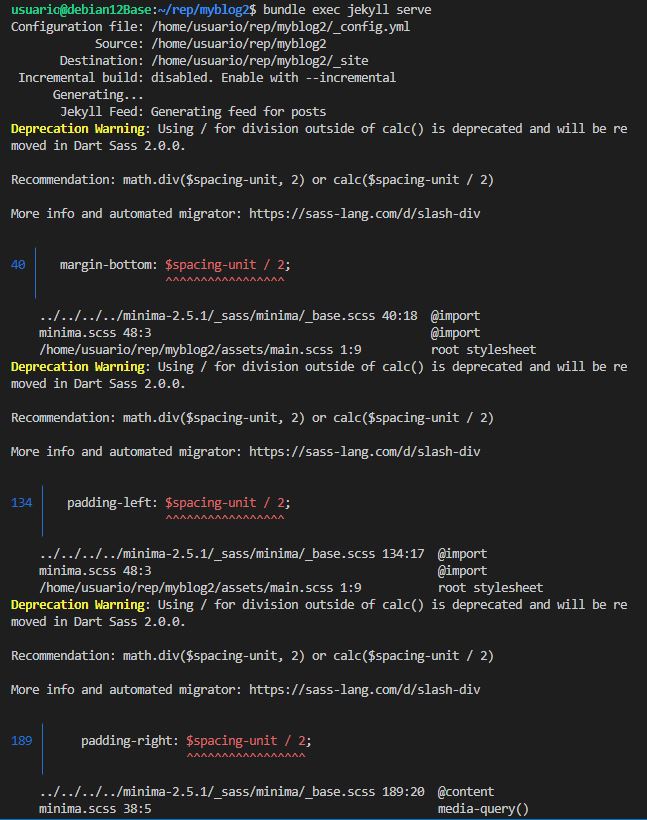 usuario@debian12Base:~/rep/myblog2$ bundle exec jekyll serve
Configuration file: /home/usuario/rep/myblog2/_config.yml
Source: /home/usuario/rep/myblog2
Destination: /home/usuario/rep/myblog2/_site
Incremental build: disabled. Enable with --incremental
Generating...
Jekyll Feed: Generating feed for posts
Deprecation Warning: Using / for division outside of calc() is deprecated and will be re
moved in Dart Sass 2.0.0.
Recommendation: math.div($spacing-unit, 2) or calc($spacing-unit / 2)
More info and automated migrator: https://sass-lang.com/d/slash-div
40 │ margin-bottom: $spacing-unit / 2;
^^^^^^^^^^^^^^^^^
../../../../minima-2.5.1/_sass/minima/_base.scss 40:18 @import
minima.scss 48:3 @import
/home/usuario/rep/myblog2/assets/main.scss 1:9 root stylesheet
Deprecation Warning: Using / for division outside of calc() is deprecated and will be re
moved in Dart Sass 2.0.0.
Recommendation: math.div($spacing-unit, 2) or calc($spacing-unit / 2)
More info and automated migrator: https://sass-lang.com/d/slash-div
134 │ padding-left: $spacing-unit / 2;
^^^^^^^^^^^^^^^^^
../../../../minima-2.5.1/_sass/minima/_base.scss 134:17 @import
minima.scss 48:3 @import
/home/usuario/rep/myblog2/assets/main.scss 1:9 root stylesheet
Deprecation Warning: Using / for division outside of calc() is deprecated and will be re
moved in Dart Sass 2.0.0.
Recommendation: math.div($spacing-unit, 2) or calc($spacing-unit / 2)
More info and automated migrator: https://sass-lang.com/d/slash-div
189 │ padding-right: $spacing-unit / 2;
^^^^^^^^^^^^^^^^^
../../../../minima-2.5.1/_sass/minima/_base.scss 189:20 @content
minima.scss 38:5 media-query()